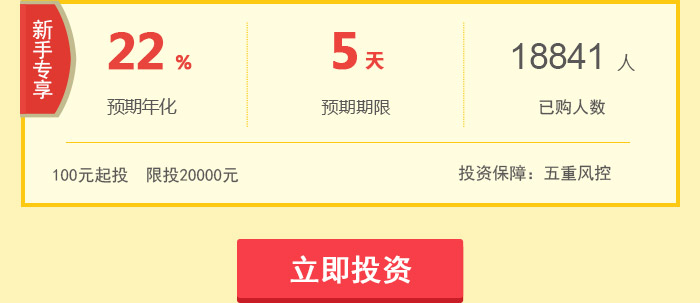 新手专享
22 % 5 天 18841 人
预期年化 预期期限 已购人数
100元起投 限投20000元 投资保障：五重风控
立即投资